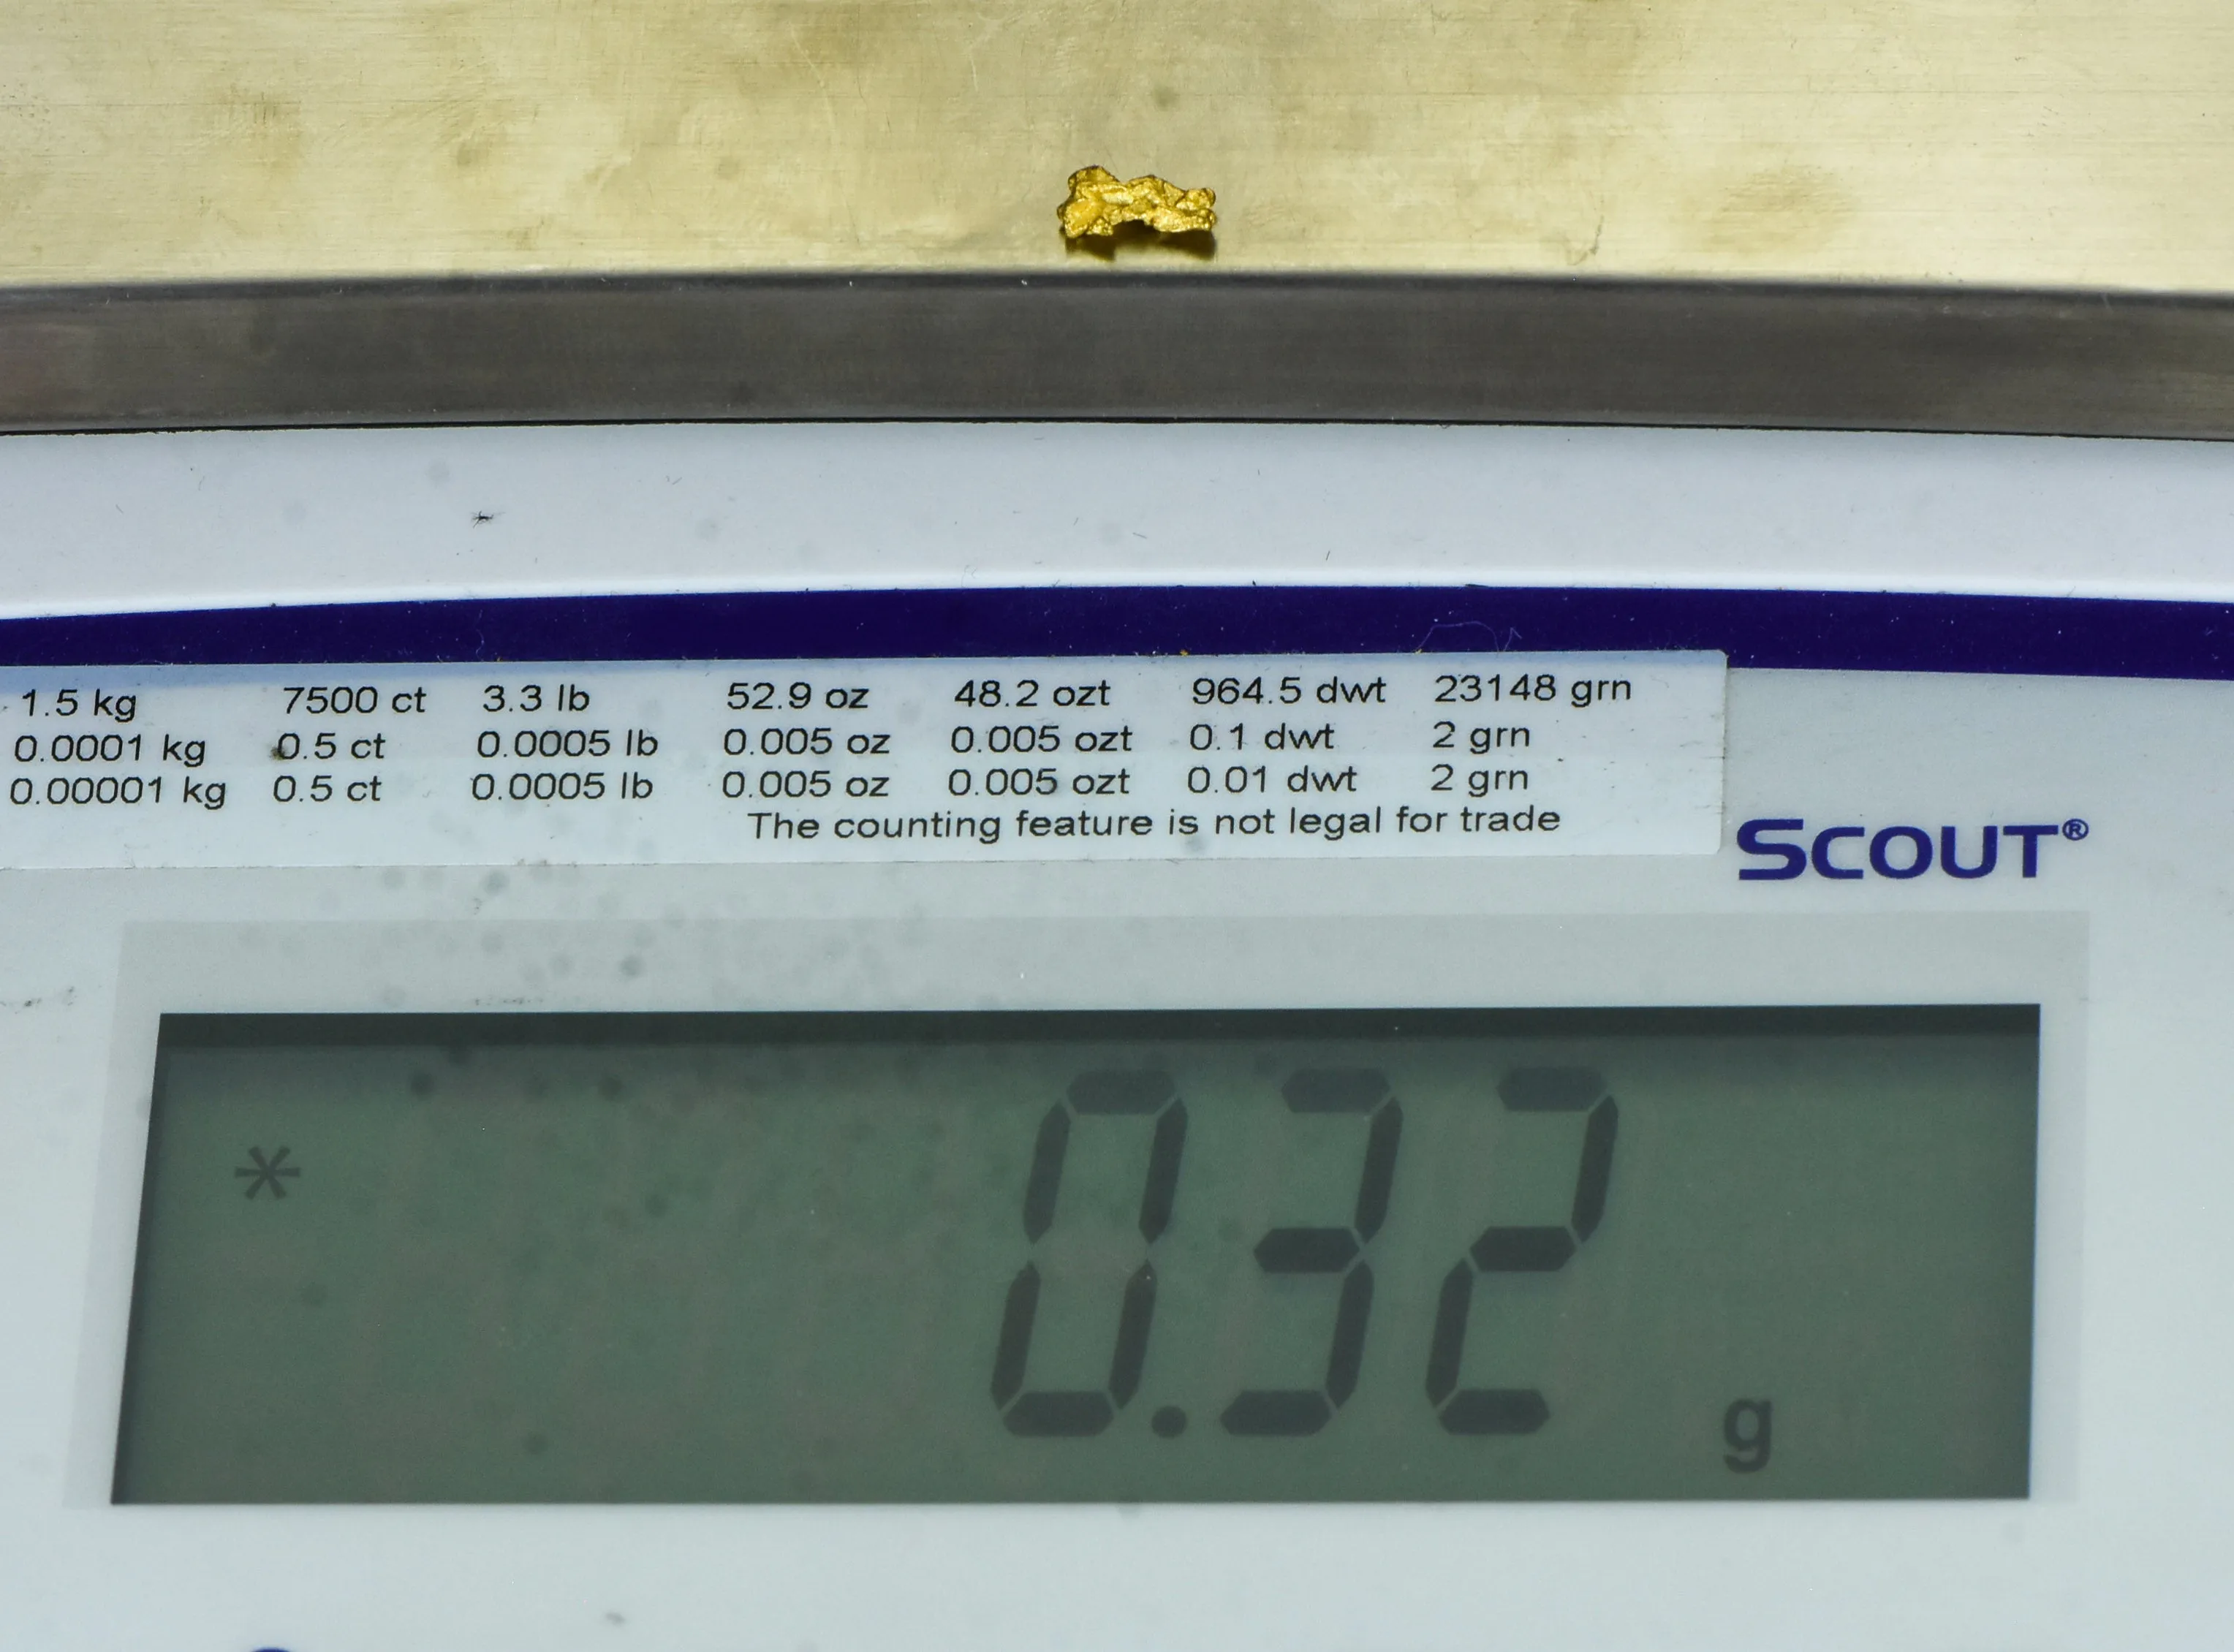 1.5 kg 7500 ct 3.3 lb 52.9 oz 48.2 ozt 964.5 dwt 23148 grn
0.0001 kg 0.5 ct 0.0005 lb 0.005 oz 0.005 ozt 0.1 dwt 2 grn
0.00001 kg 0.5 ct 0.0005 lb 0.005 oz 0.005 ozt 0.01 dwt 2 grn
The counting feature is not legal for trade
SCOUT®
* 0.32 g